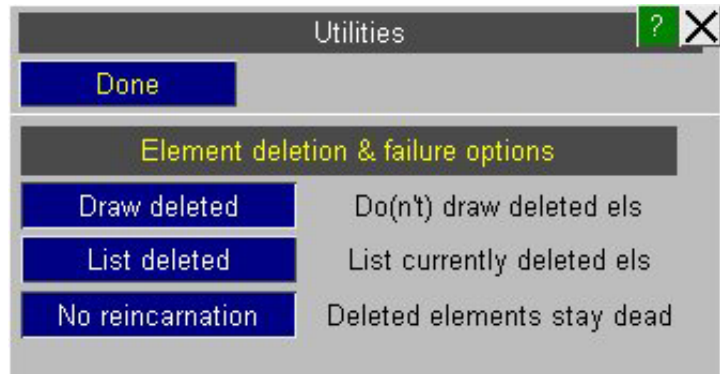 Utilities ?
Done
Element deletion & failure options
Draw deleted Do(n't) draw deleted els
List deleted List currently deleted els
No reincarnation Deleted elements stay dead